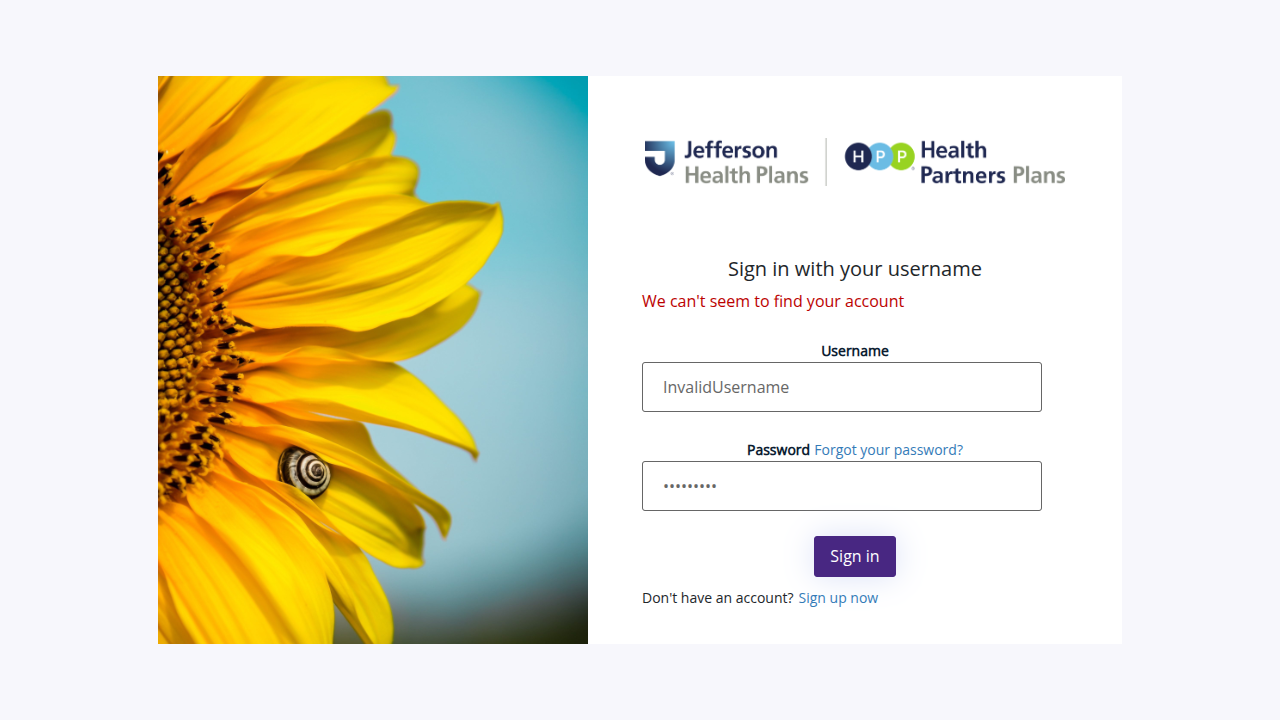 Jefferson
Health Plans
H P P Health
Partners Plans
Sign in with your username
We can't seem to find your account
Username
InvalidUsername
Password Forgot your password?
•••••••••
Sign in
Don't have an account? Sign up now